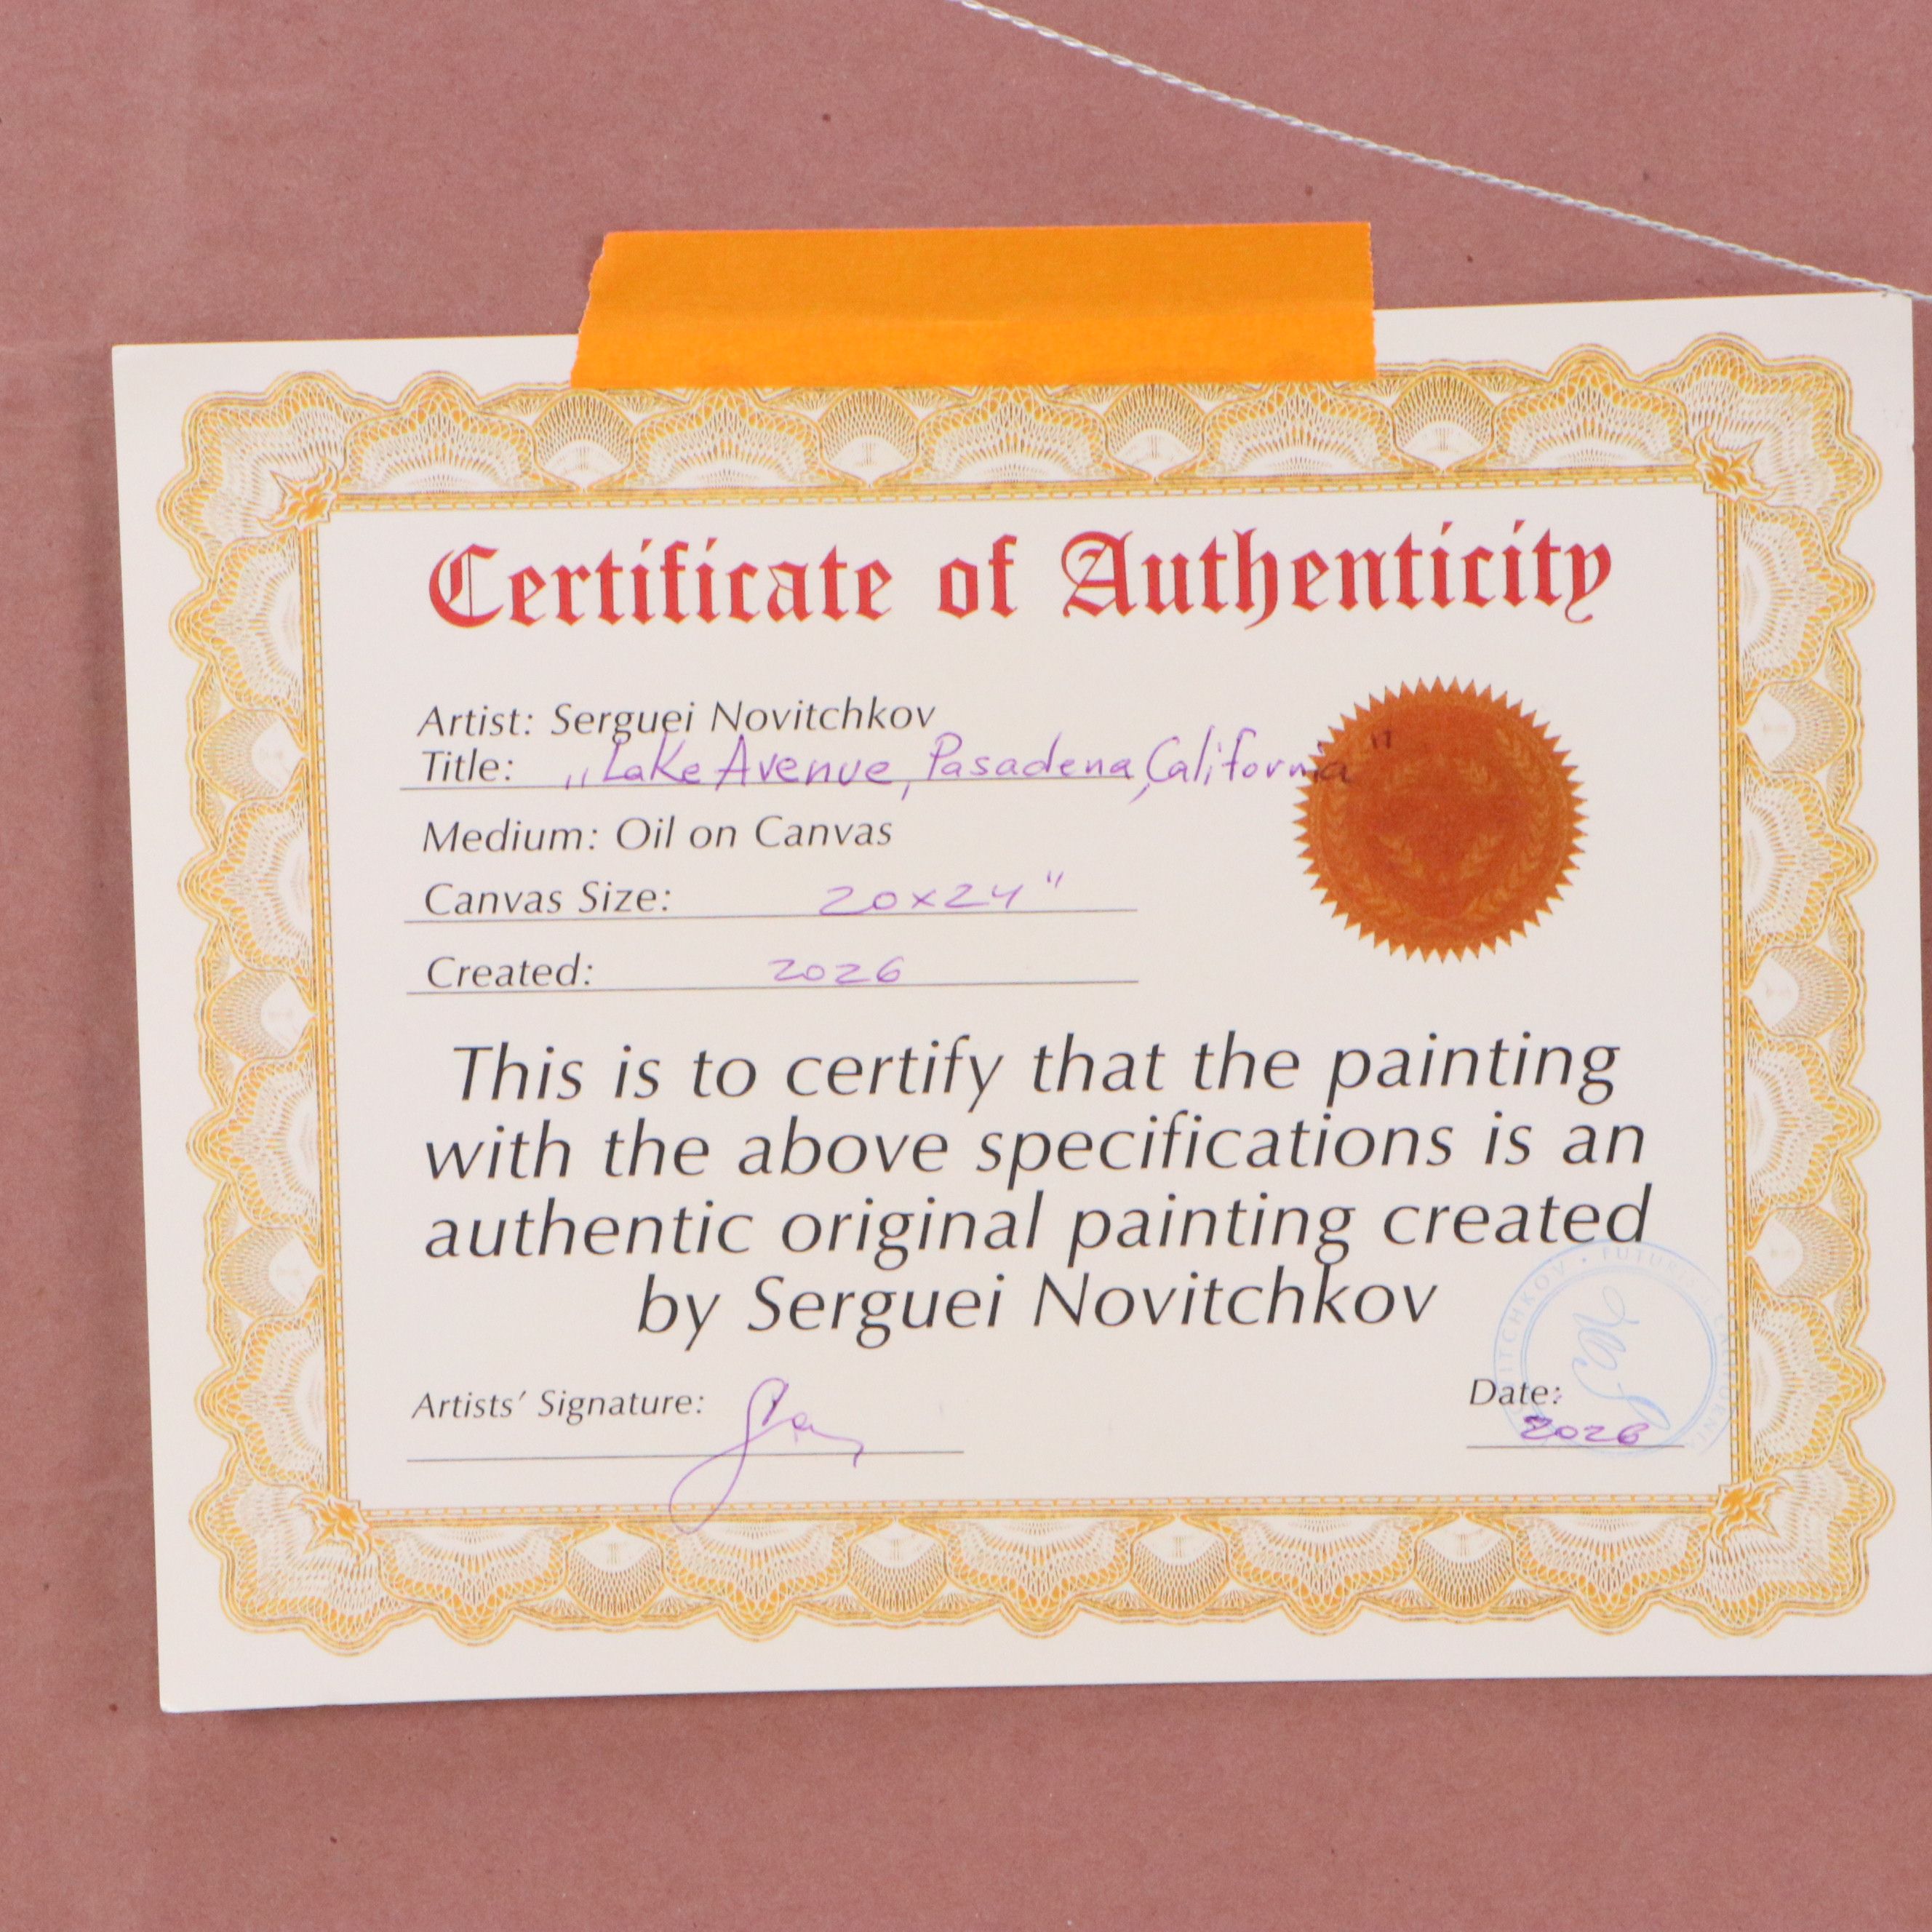 Certificate of Authenticity
Artist: Serguei Novitchkov
Title: „Lake Avenue, Pasadena, California"
Medium: Oil on Canvas
Canvas Size: 20x24"
Created: 2026
This is to certify that the painting
with the above specifications is an
authentic original painting created
by Serguei Novitchkov
Artists' Signature:
Date:
2026